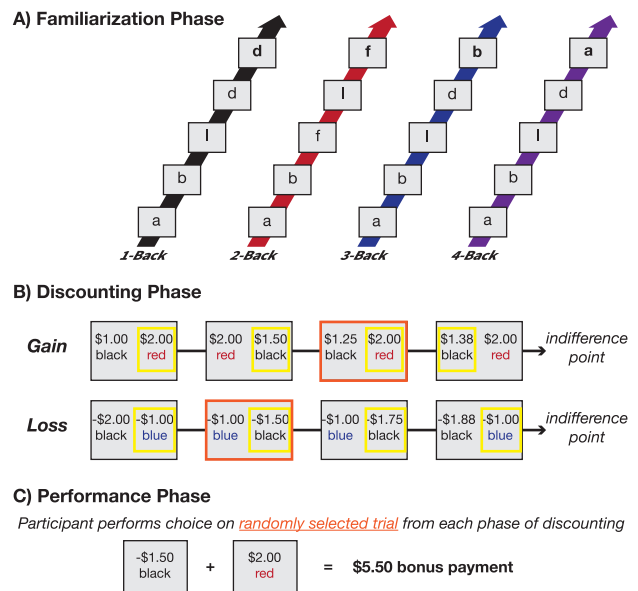 A) Familiarization Phase
d f b a
d l d d
l f l l
b b b b
a a a a
1-Back 2-Back 3-Back 4-Back
B) Discounting Phase
Gain $1.00 $2.00 $2.00 $1.50 $1.25 $2.00 $1.38 $2.00 indifference
black red red black black red black red point
Loss -$2.00 -$1.00 -$1.00 -$1.50 -$1.00 -$1.75 -$1.88 -$1.00 indifference
black blue blue black blue black black blue point
C) Performance Phase
Participant performs choice on randomly selected trial from each phase of discounting
-$1.50 + $2.00 = $5.50 bonus payment
black red